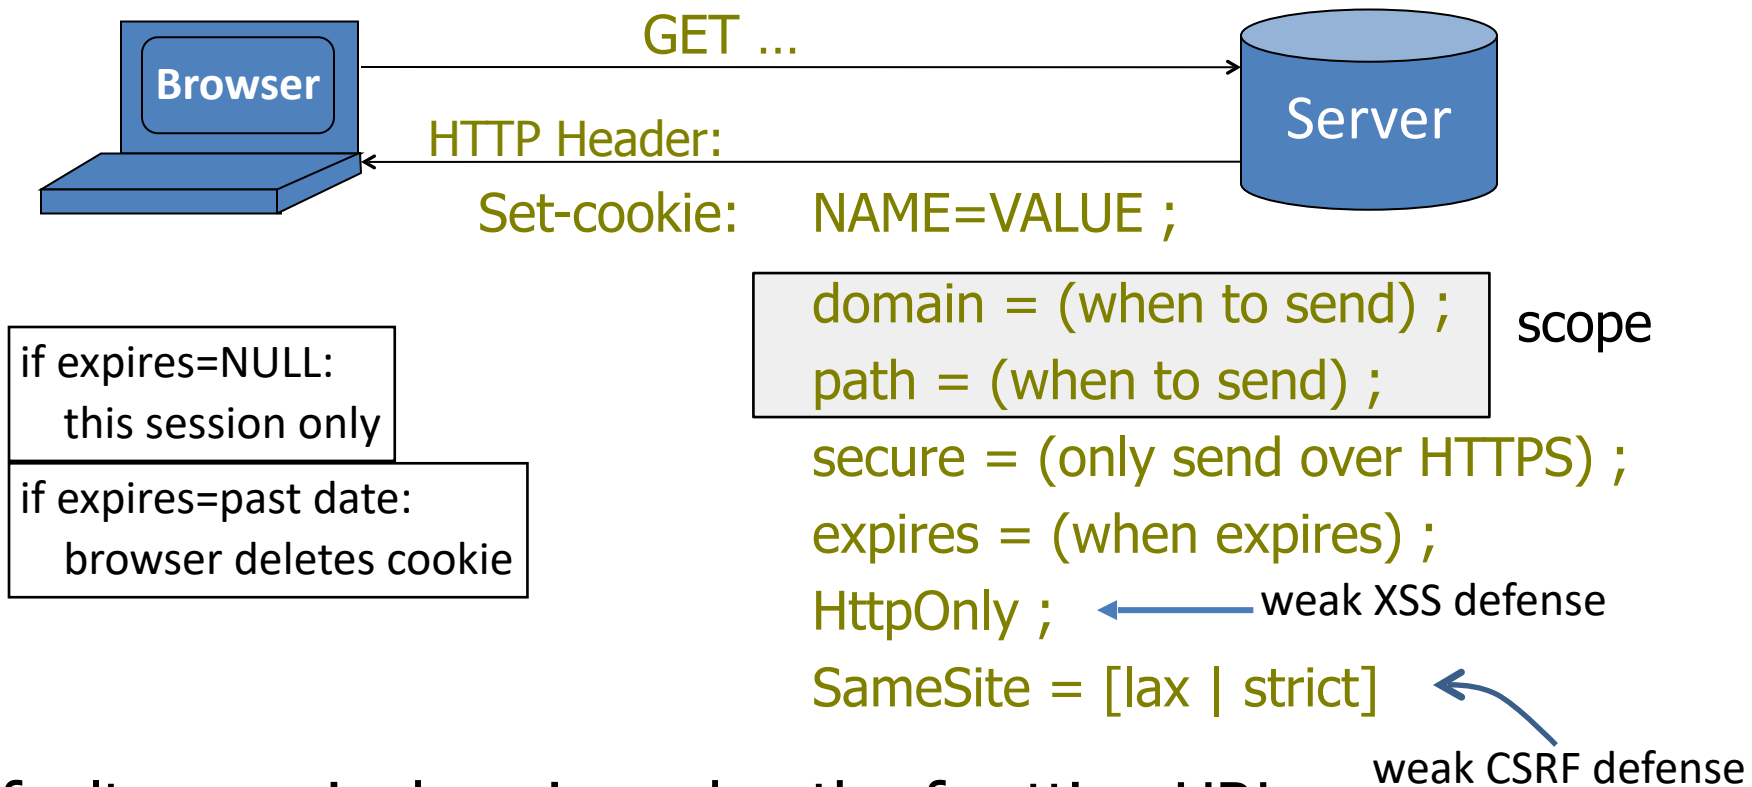 GET ...
Browser
Server
HTTP Header:
Set-cookie: NAME=VALUE ;
domain = (when to send) ;
scope
path = (when to send) ;
if expires=NULL:
this session only
secure = (only send over HTTPS) ;
if expires=past date:
browser deletes cookie
expires = (when expires) ;
HttpOnly ;
weak XSS defense
SameSite = [lax | strict]
weak CSRF defense